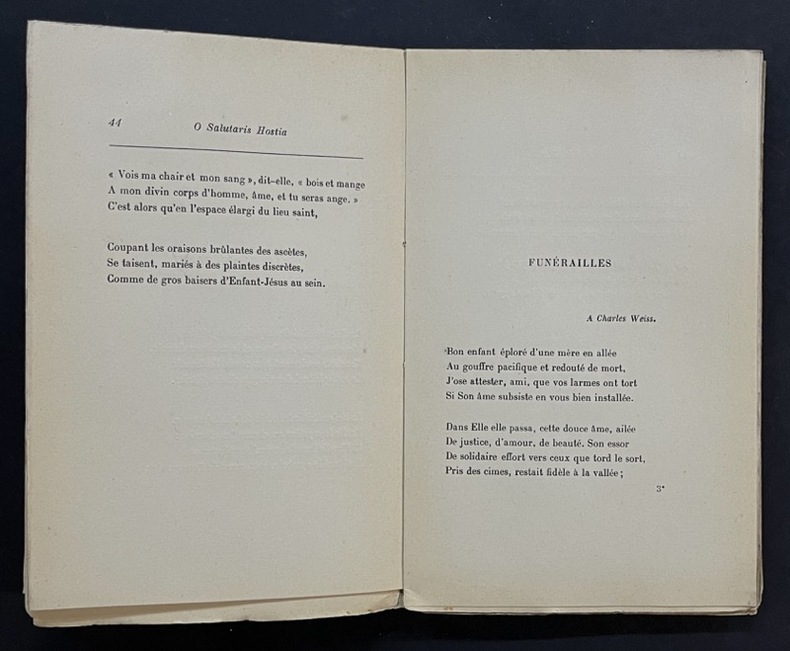 44
O Salutaris Hostia
« Vois ma chair et mon sang », dit-elle, « bois et mange
A mon divin corps d'homme, âme, et tu seras ange. »
C'est alors qu'en l'espace élargi du lieu saint,
Coupant les oraisons brûlantes des ascètes,
Se taisent, mariés à des plaintes discrètes,
Comme de gros baisers d'Enfant-Jésus au sein.
FUNÉRAILLES
A Charles Weiss.
Bon enfant éploré d'une mère en allée
Au gouffre pacifique et redouté de mort,
J'ose attester, ami, que vos larmes ont tort
Si Son âme subsiste en vous bien installée.
Dans Elle elle passa, cette douce âme, ailée
De justice, d'amour, de beauté. Son essor
De solidaire effort vers ceux que tord le sort,
Pris des cimes, restait fidèle à la vallée ;
3*